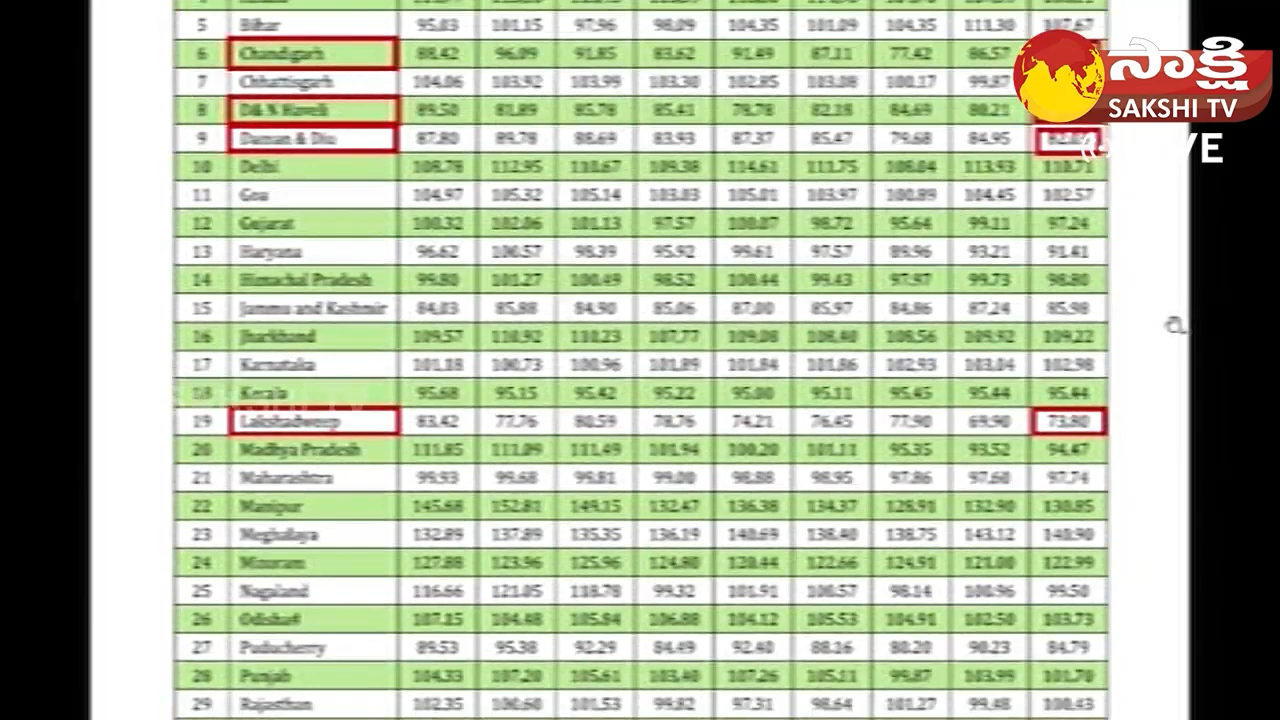 5 Bihar 95.03 101.15 97.96 98.09 104.35 101.09 104.35 111.30 107.67
6 Chandigarh 88.42 96.09 91.85 83.62 91.49 87.11 77.42 86.57
7 Chhattisgarh 104.06 103.92 103.99 103.30 102.85 103.08 100.17 99.87
8 D& N Haveli 89.50 81.89 85.78 85.41 78.78 82.18 84.69 80.21
9 Daman & Diu 87.80 89.78 88.69 83.93 87.37 85.47 79.68 84.95
10 Delhi 108.78 112.95 110.67 109.38 114.61 111.75 108.04 113.93 110.71
11 Goa 104.97 105.32 105.14 103.03 105.01 103.97 100.89 104.45 102.57
12 Gujarat 100.32 102.06 101.13 97.57 100.07 98.72 95.64 99.11 97.24
13 Haryana 96.62 100.57 98.39 95.92 99.61 97.57 89.96 93.21 91.41
14 Himachal Pradesh 99.80 101.27 100.49 98.52 100.44 99.43 97.97 99.73 98.80
15 Jammu and Kashmir 84.03 85.88 84.90 85.06 87.00 85.97 84.86 87.24 85.98
16 Jharkhand 109.57 110.92 110.23 107.77 109.08 108.40 108.56 109.92 109.22
17 Karnataka 101.18 100.73 100.96 101.89 101.84 101.86 102.93 103.04 102.98
18 Kerala 95.68 95.15 95.42 95.22 95.00 95.11 95.45 95.44 95.44
19 Lakshadweep 83.42 77.76 80.59 78.76 74.21 76.45 77.90 69.90 73.80
20 Madhya Pradesh 111.85 111.09 111.49 101.94 100.20 101.11 95.35 93.52 94.47
21 Maharashtra 99.93 99.68 99.81 99.00 98.88 98.95 97.86 97.60 97.74
22 Manipur 145.68 152.81 149.15 132.47 136.38 134.37 128.91 132.90 130.85
23 Meghalaya 132.89 137.89 135.35 136.19 140.69 138.40 138.75 143.12 140.90
24 Mizoram 127.88 123.96 125.96 124.80 120.44 122.66 124.91 121.00 122.99
25 Nagaland 116.66 121.05 118.78 99.32 101.91 100.57 98.14 100.96 99.50
26 Odisha# 107.15 104.48 105.84 106.88 104.12 105.53 104.91 102.50 103.73
27 Puducherry 89.53 95.38 92.29 84.49 92.40 88.16 80.20 90.23 84.79
28 Punjab 104.33 107.20 105.61 103.40 107.26 105.11 99.87 103.99 101.70
29 Rajasthan 102.35 100.60 101.53 99.82 97.31 98.64 101.27 99.48 100.43
సాక్షి
SAKSHI TV